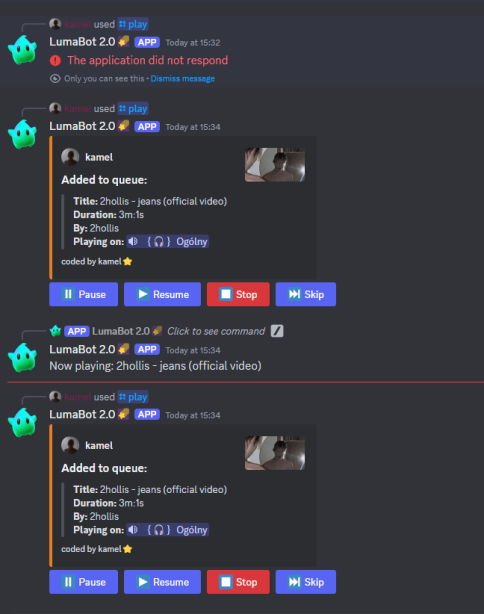 kamel used play
LumaBot 2.0 APP Today at 15:32
The application did not respond
Only you can see this • Dismiss message
kamel used play
LumaBot 2.0 APP Today at 15:34
kamel
Added to queue:
Title: 2hollis - jeans (official video)
Duration: 3m:1s
By: 2hollis
Playing on: { } Ogólny
coded by kamel
Pause Resume Stop Skip
APP LumaBot 2.0 Click to see command
LumaBot 2.0 APP Today at 15:34
Now playing: 2hollis - jeans (official video)
kamel used play
LumaBot 2.0 APP Today at 15:34
kamel
Added to queue:
Title: 2hollis - jeans (official video)
Duration: 3m:1s
By: 2hollis
Playing on: { } Ogólny
coded by kamel
Pause Resume Stop Skip